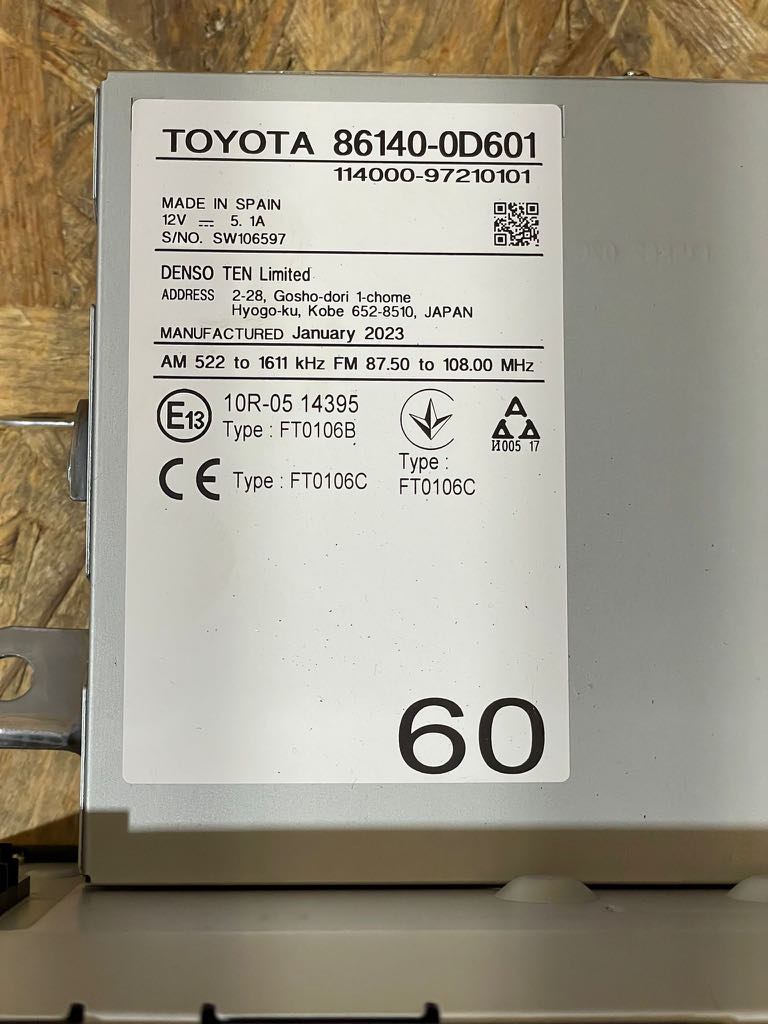 TOYOTA 86140-0D601
114000-97210101
MADE IN SPAIN
12V ⎓ 5.1A
S/NO. SW106597
DENSO TEN Limited
ADDRESS 2-28, Gosho-dori 1-chome
Hyogo-ku, Kobe 652-8510, JAPAN
MANUFACTURED January 2023
AM 522 to 1611 kHz FM 87.50 to 108.00 MHz
E13 10R-05 14395
Type : FT0106B
CE Type : FT0106C
Type :
FT0106C
A
A A
И005 17
60